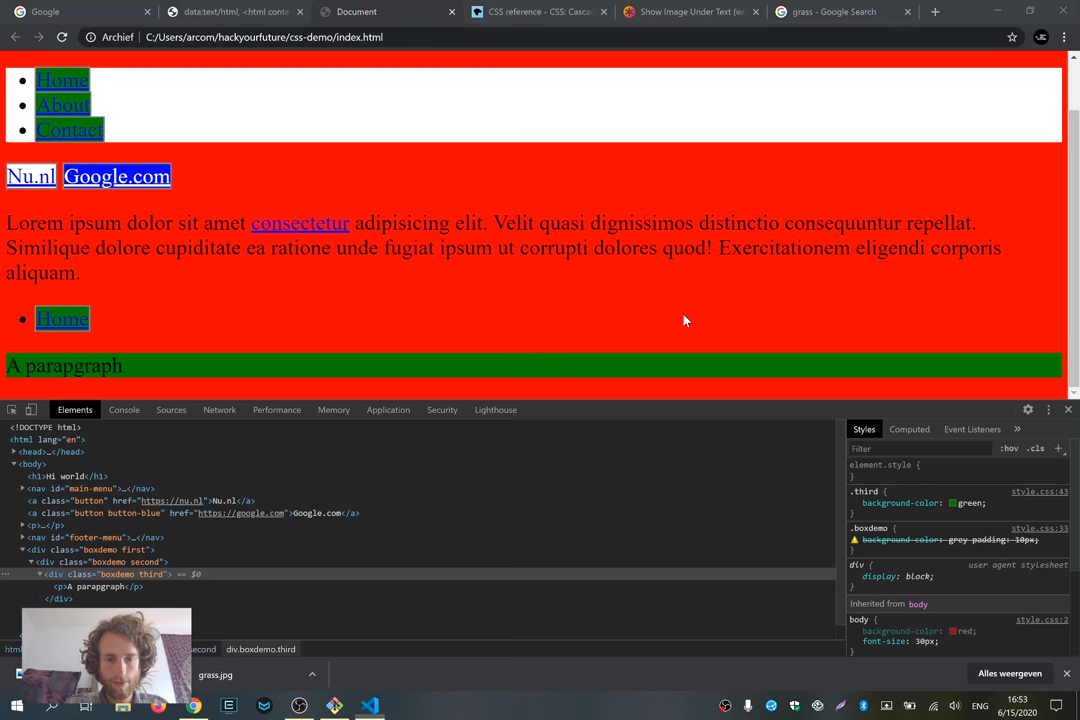 Google
data:text/html, <html conte
Document
CSS reference - CSS: Casca
Show Image Under Text (wi
grass - Google Search
Archief
C:/Users/arcom/hackyourfuture/css-demo/index.html
Home
About
Contact
Nu.nl Google.com
Lorem ipsum dolor sit amet consectetur adipisicing elit. Velit quasi dignissimos distinctio consequuntur repellat.
Similique dolore cupiditate ea ratione unde fugiat ipsum ut corrupti dolores quod! Exercitationem eligendi corporis
aliquam.
Home
A parapgraph
Elements Console Sources Network Performance Memory Application Security Lighthouse
<!DOCTYPE html>
<html lang="en">
<head>…</head>
<body>
<h1>Hi world</h1>
<nav id="main-menu">…</nav>
<a class="button" href="https://nu.nl">Nu.nl</a>
<a class="button button-blue" href="https://google.com">Google.com</a>
<p>…</p>
<nav id="footer-menu">…</nav>
<div class="boxdemo first">
<div class="boxdemo second">
… <div class="boxdemo third"> == $0
<p>A parapgraph</p>
</div>
html
second div.boxdemo.third
Styles Computed Event Listeners »
Filter :hov .cls +
element.style {
}
.third { style.css:43
background-color: green;
}
.boxdemo { style.css:33
background color: grey padding: 10px;
}
div { user agent stylesheet
display: block;
}
Inherited from body
body { style.css:2
background-color: red;
font-size: 30px;
}
grass.jpg
Alles weergeven
ENG
16:53
6/15/2020